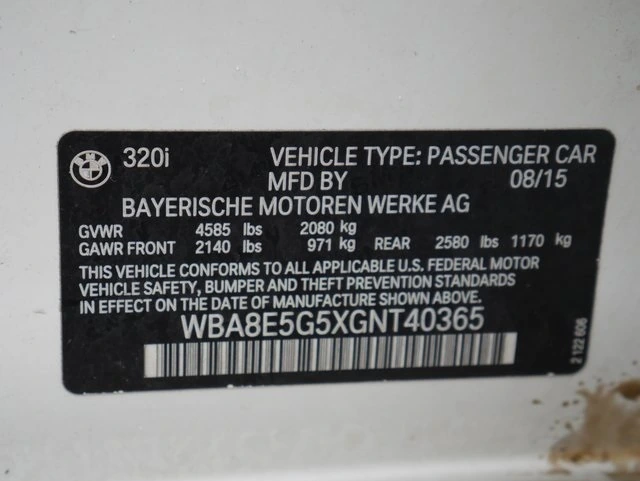 320i VEHICLE TYPE: PASSENGER CAR
MFD BY 08/15
BAYERISCHE MOTOREN WERKE AG
GVWR 4585 lbs 2080 kg
GAWR FRONT 2140 lbs 971 kg REAR 2580 lbs 1170 kg
THIS VEHICLE CONFORMS TO ALL APPLICABLE U.S. FEDERAL MOTOR
VEHICLE SAFETY, BUMPER AND THEFT PREVENTION STANDARDS
IN EFFECT ON THE DATE OF MANUFACTURE SHOWN ABOVE.
WBA8E5G5XGNT40365
2 122 606